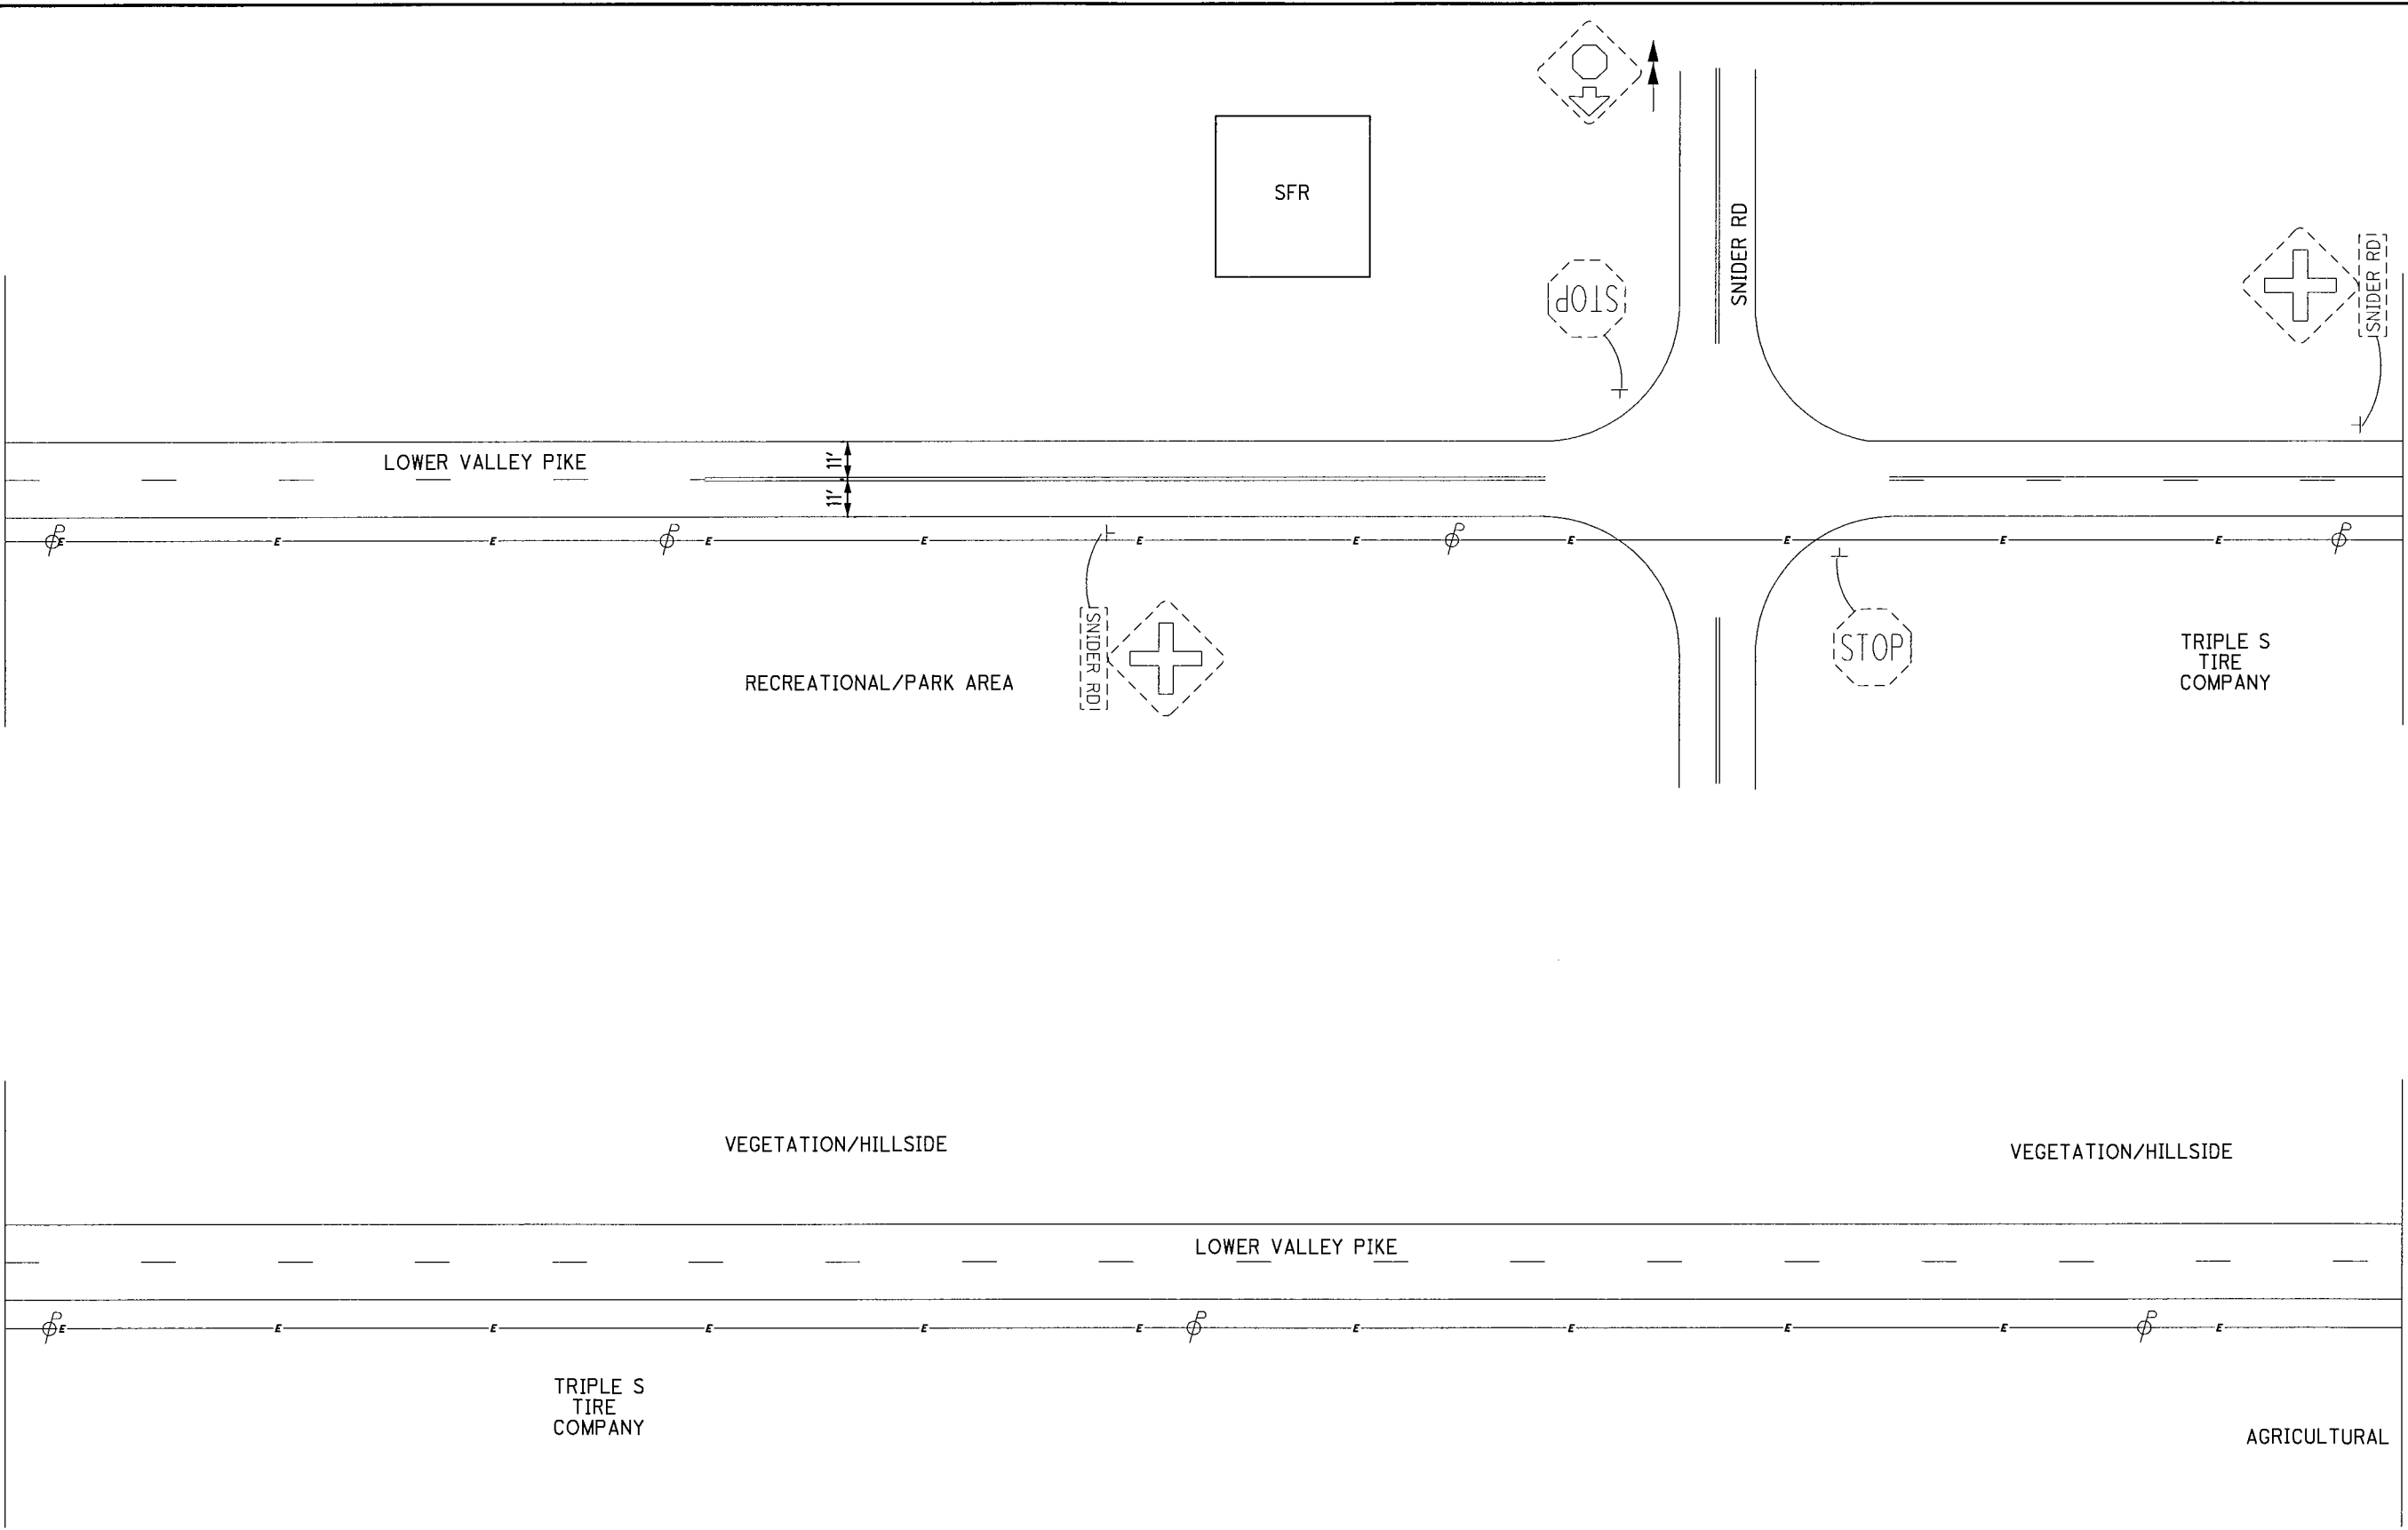 SFR
SNIDER RD
STOP
SNIDER RD
LOWER VALLEY PIKE
11'
11'
P
P
P
P
E
E
E
E
E
E
E
E
E
E
E
SNIDER RD
STOP
RECREATIONAL/PARK AREA
TRIPLE S
TIRE
COMPANY
VEGETATION/HILLSIDE
VEGETATION/HILLSIDE
LOWER VALLEY PIKE
P
P
P
E
E
E
E
E
E
E
E
E
E
E
TRIPLE S
TIRE
COMPANY
AGRICULTURAL